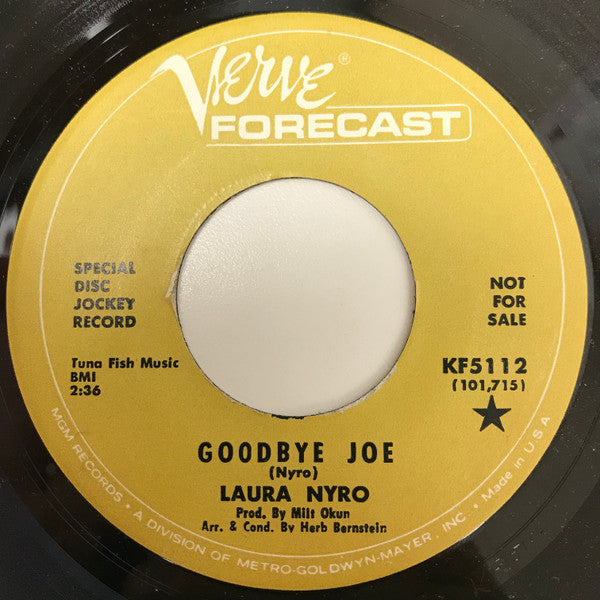 Verve®
FORECAST
SPECIAL
DISC
JOCKEY
RECORD
NOT
FOR
SALE
Tuna Fish Music
BMI
2:36
KF5112
(101,715)
GOODBYE JOE
(Nyro)
LAURA NYRO
Prod. By Milt Okun
Arr. & Cond. By Herb Bernstein
MGM RECORDS • A DIVISION OF METRO-GOLDWYN-MAYER, INC. • Made in U.S.A